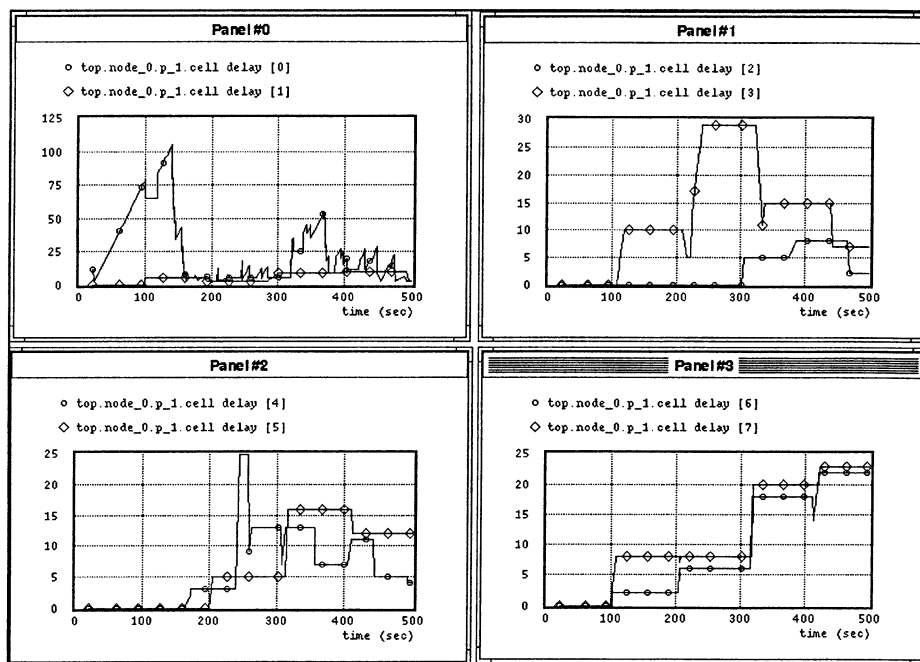 Panel #0
top.node_0.p_1.cell delay [0]
top.node_0.p_1.cell delay [1]
125
100
75
50
25
0
0 100 200 300 400 500
time (sec)
Panel #1
top.node_0.p_1.cell delay [2]
top.node_0.p_1.cell delay [3]
30
25
20
15
10
5
0
0 100 200 300 400 500
time (sec)
Panel #2
top.node_0.p_1.cell delay [4]
top.node_0.p_1.cell delay [5]
25
20
15
10
5
0
0 100 200 300 400 500
time (sec)
Panel #3
top.node_0.p_1.cell delay [6]
top.node_0.p_1.cell delay [7]
25
20
15
10
5
0
0 100 200 300 400 500
time (sec)